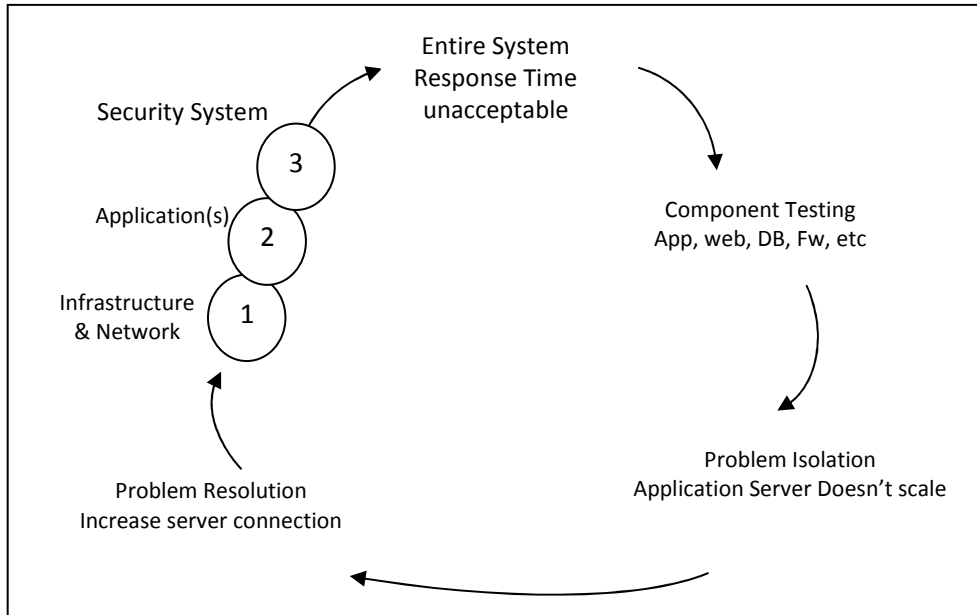 Entire System
Response Time
unacceptable
Security System
3
Application(s)
2
Infrastructure
& Network
1
Component Testing
App, web, DB, Fw, etc
Problem Isolation
Application Server Doesn’t scale
Problem Resolution
Increase server connection